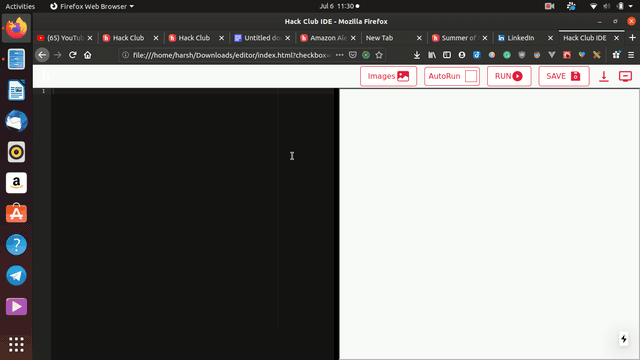 Activities Firefox Web Browser Jul 6 11:30
Hack Club IDE - Mozilla Firefox
(65) YouTub Hack Club Hack Club Untitled do Amazon Ale New Tab Summer of LinkedIn Hack Club IDE
file:///home/harsh/Downloads/editor/index.html?checkbox=
Images AutoRun RUN SAVE
1